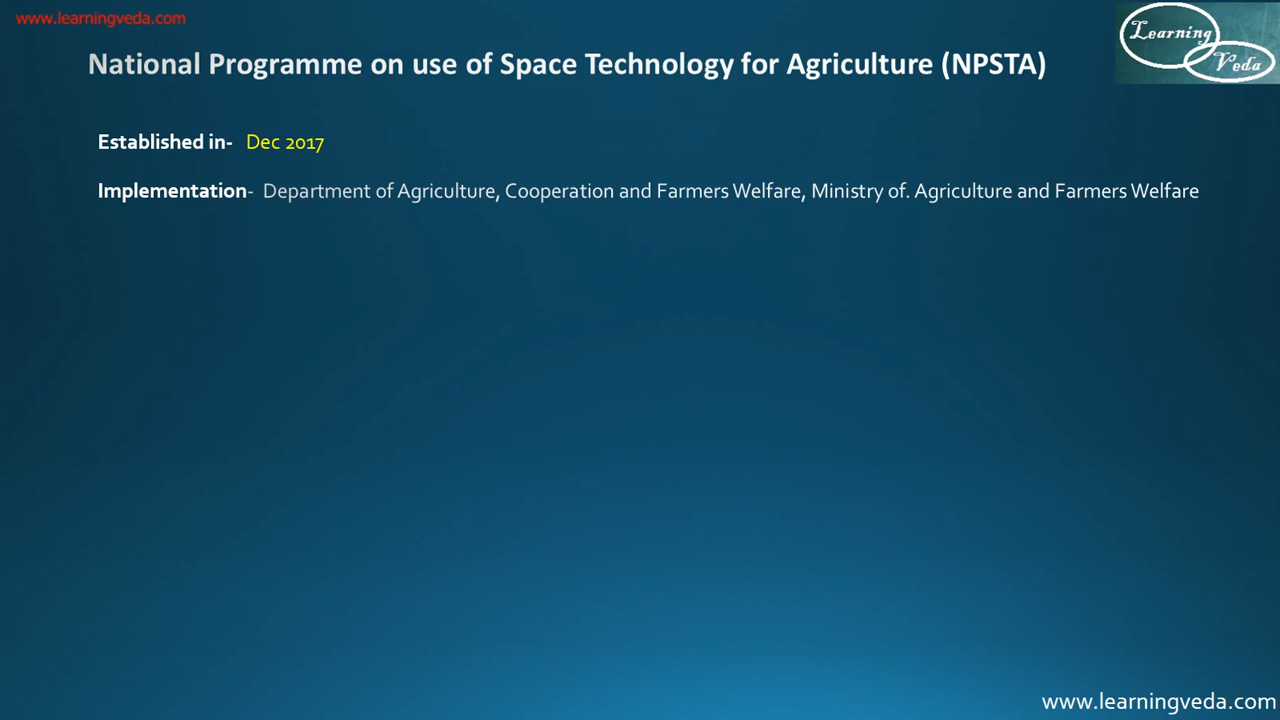 www.learningveda.com
Learning
Veda
National Programme on use of Space Technology for Agriculture (NPSTA)
Established in- Dec 2017
Implementation- Department of Agriculture, Cooperation and Farmers Welfare, Ministry of. Agriculture and Farmers Welfare
www.learningveda.com